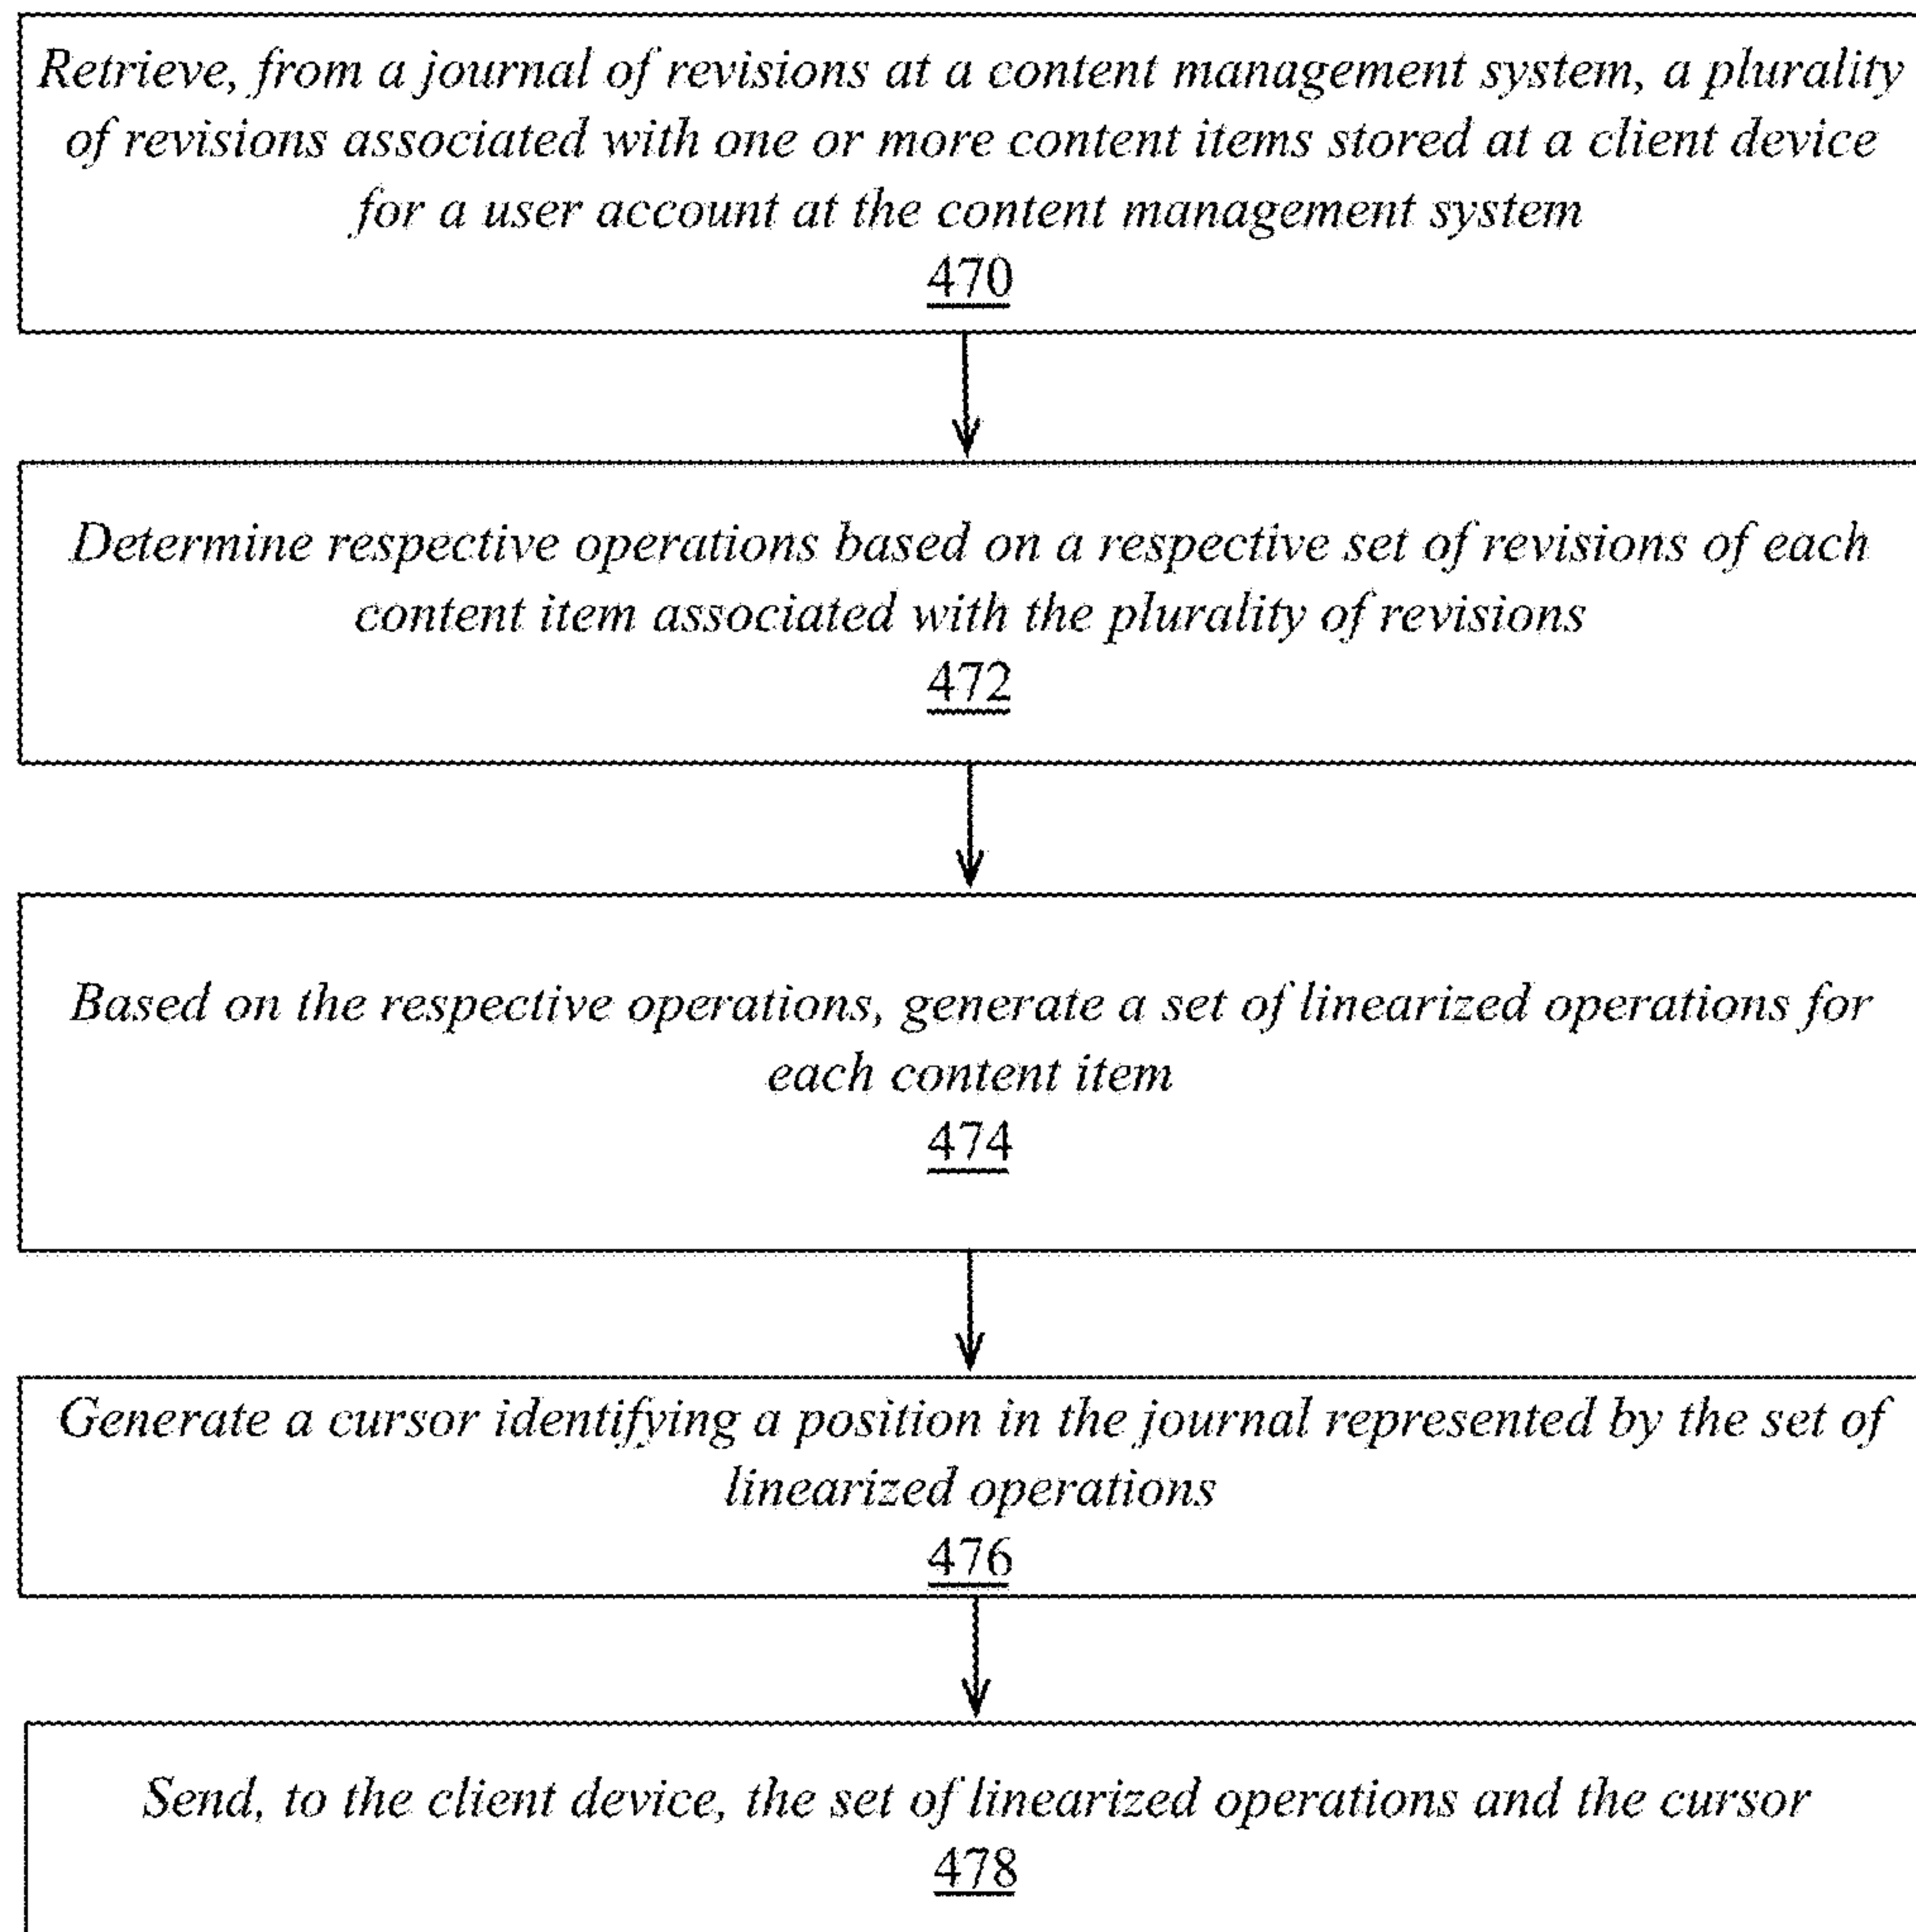 Retrieve, from a journal of revisions at a content management system, a plurality
of revisions associated with one or more content items stored at a client device
for a user account at the content management system
470
Determine respective operations based on a respective set of revisions of each
content item associated with the plurality of revisions
472
Based on the respective operations, generate a set of linearized operations for
each content item
474
Generate a cursor identifying a position in the journal represented by the set of
linearized operations
476
Send, to the client device, the set of linearized operations and the cursor
478